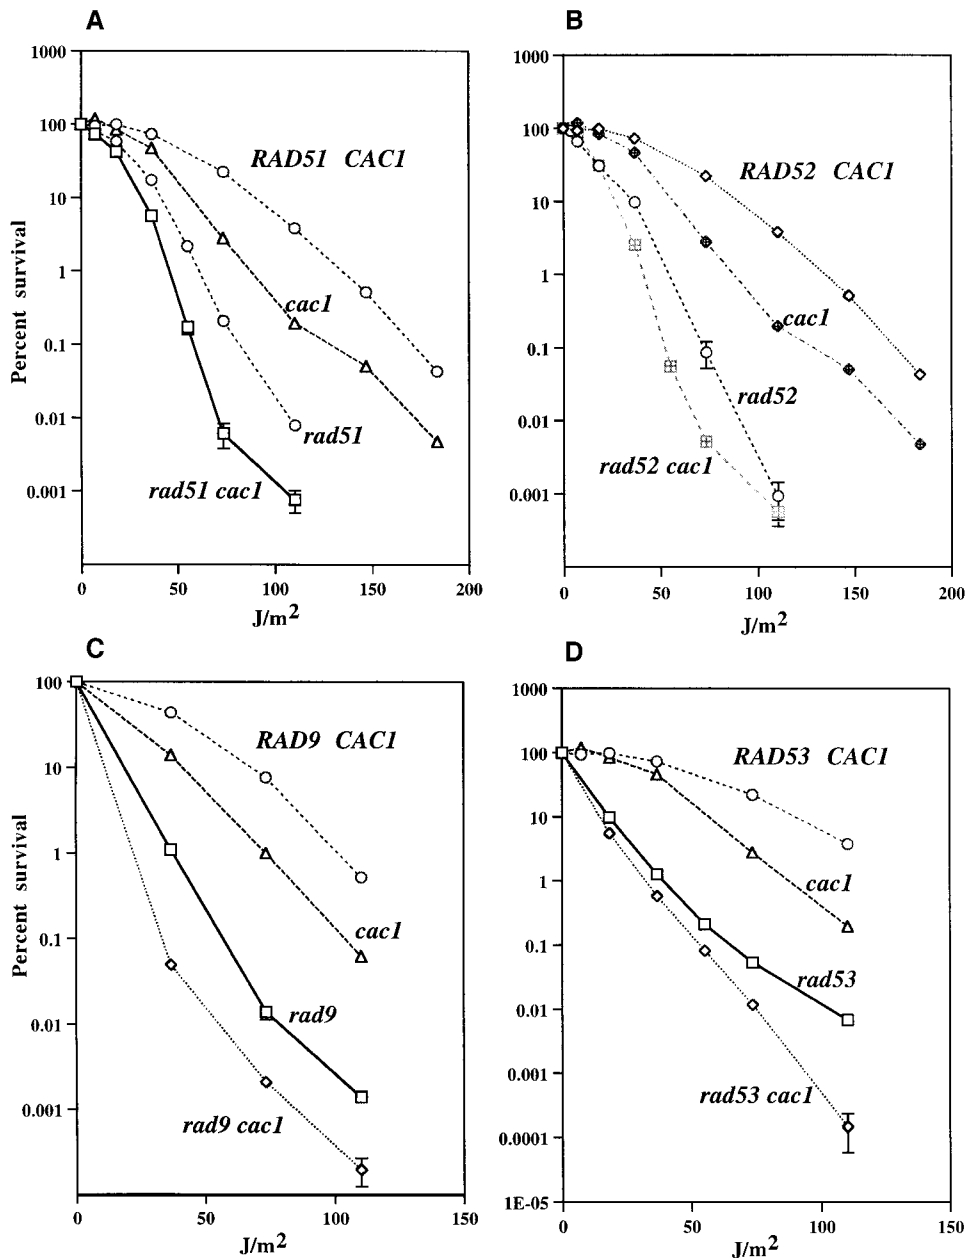 A
1000
100
10
1
0.1
0.01
0.001
Percent survival
RAD51 CAC1
cac1
rad51
rad51 cac1
0 50 100 150 200
J/m2
B
1000
100
10
1
0.1
0.01
0.001
RAD52 CAC1
cac1
rad52
rad52 cac1
0 50 100 150 200
J/m2
C
100
10
1
0.1
0.01
0.001
Percent survival
RAD9 CAC1
cac1
rad9
rad9 cac1
0 50 100 150
J/m2
D
1000
100
10
1
0.1
0.01
0.001
0.0001
1E-05
RAD53 CAC1
cac1
rad53
rad53 cac1
0 50 100 150
J/m2